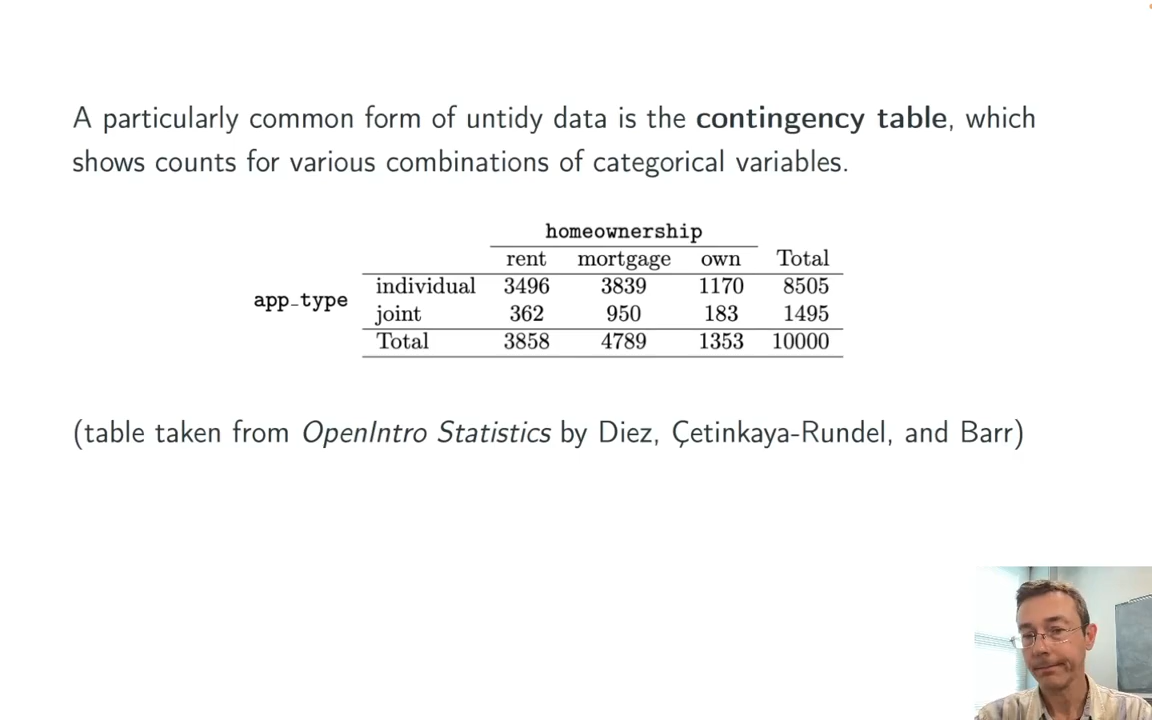 A particularly common form of untidy data is the contingency table, which
shows counts for various combinations of categorical variables.
homeownership
rent mortgage own Total
individual 3496 3839 1170 8505
app_type
joint 362 950 183 1495
Total 3858 4789 1353 10000
(table taken from OpenIntro Statistics by Diez, Çetinkaya-Rundel, and Barr)